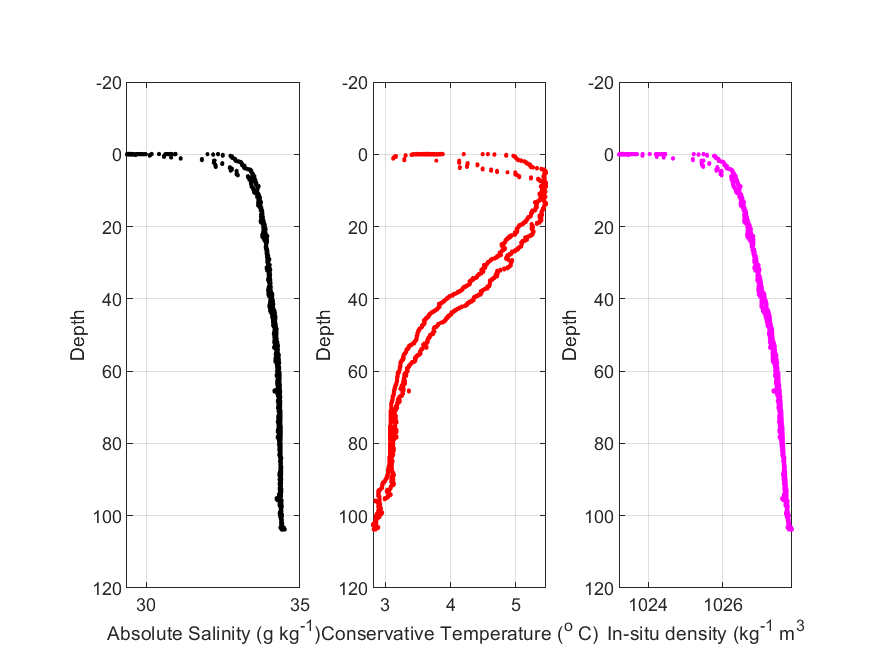 -20 -20 -20
0 0 0
20 20 20
40 40 40
Depth Depth Depth
60 60 60
80 80 80
100 100 100
120 120 120
30 35 3 4 5 1024 1026
Absolute Salinity (g kg⁻¹) Conservative Temperature (° C) In-situ density (kg⁻¹ m³